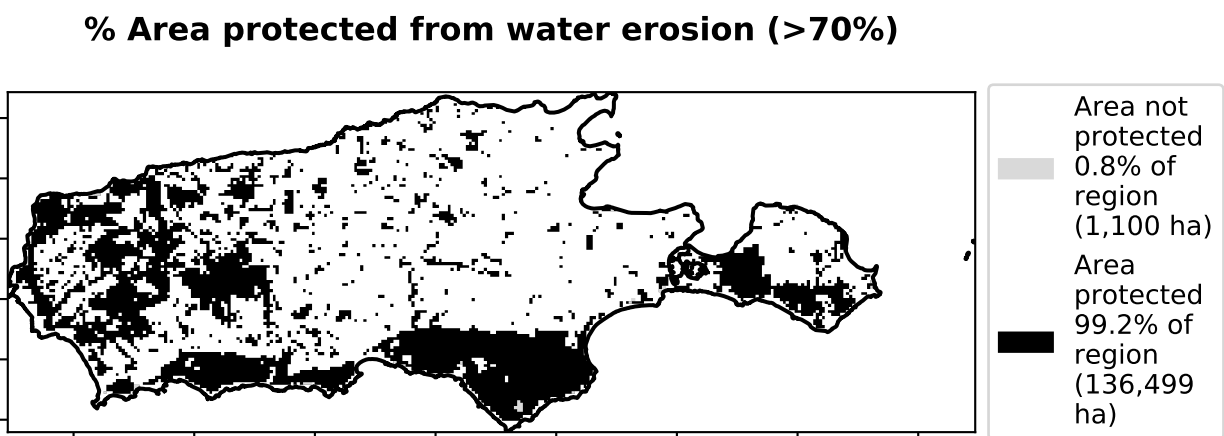 % Area protected from water erosion (>70%)
Area not
protected
0.8% of
region
(1,100 ha)
Area
protected
99.2% of
region
(136,499
ha)